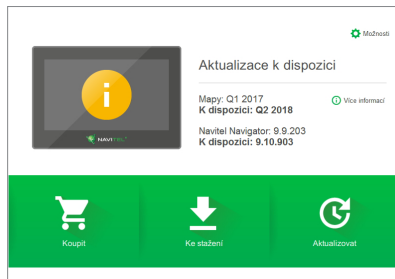 Možnosti
Aktualizace k dispozici
Mapy: Q1 2017
K dispozici: Q2 2018
Více informací
Navitel Navigator: 9.9.203
K dispozici: 9.10.903
NAVITEL
Koupit
Ke stažení
Aktualizovat